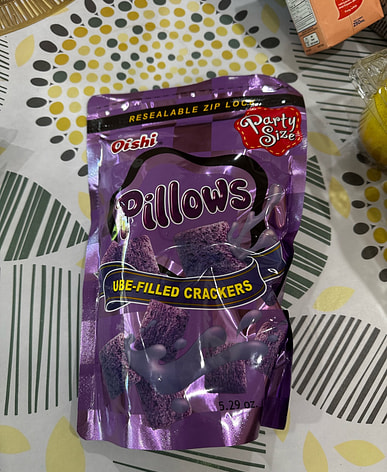 RESEALABLE ZIP LOCK
Oishi
Party
Size
Pillows
UBE-FILLED CRACKERS
5.29 oz.